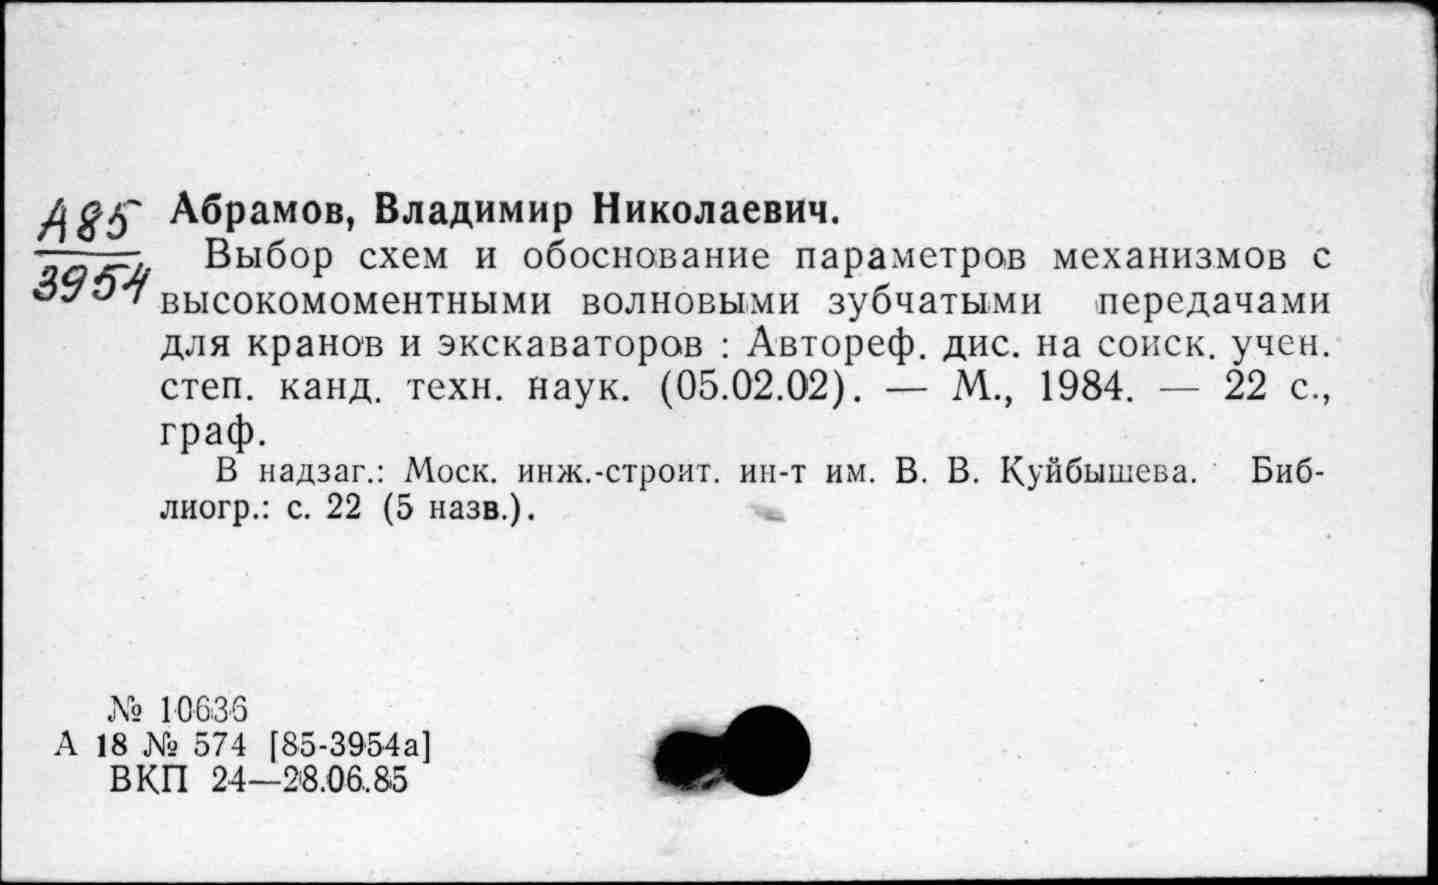 А85 Абрамов, Владимир Николаевич.
3954 Выбор схем и обоснование параметров механизмов с
высокомоментными волновыми зубчатыми передачами
для кранов и экскаваторов : Автореф. дис. на соиск. учен.
степ. канд. техн. наук. (05.02.02). — М., 1984. — 22 с.,
граф.
В надзаг.: Моск. инж.-строит. ин-т им. В. В. Куйбышева. Биб-
лиогр.: с. 22 (5 назв.).
№ 10636
А 18 № 574 [85-3954а]
ВКП 24—28.06.85